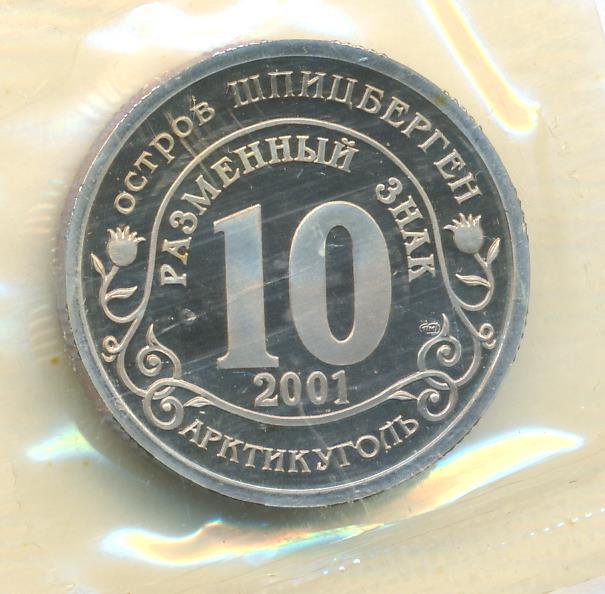 ОСТРОВ ШПИЦБЕРГЕН
РАЗМЕННЫЙ ЗНАК
10
2001
АРКТИКУГОЛЬ